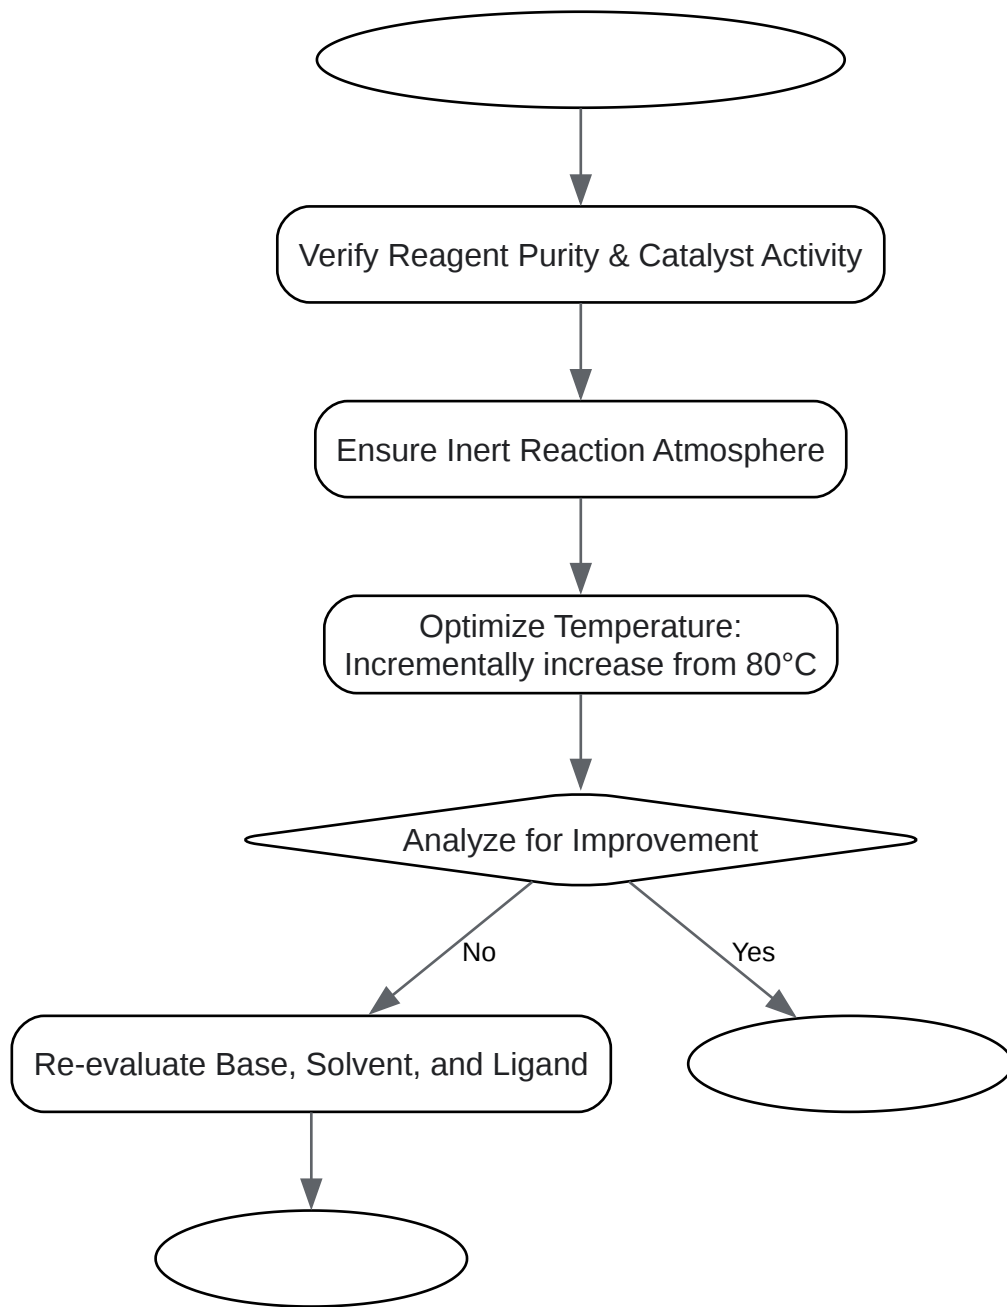 Verify Reagent Purity & Catalyst Activity
Ensure Inert Reaction Atmosphere
Optimize Temperature:
Incrementally increase from 80°C
Analyze for Improvement
No
Yes
Re-evaluate Base, Solvent, and Ligand